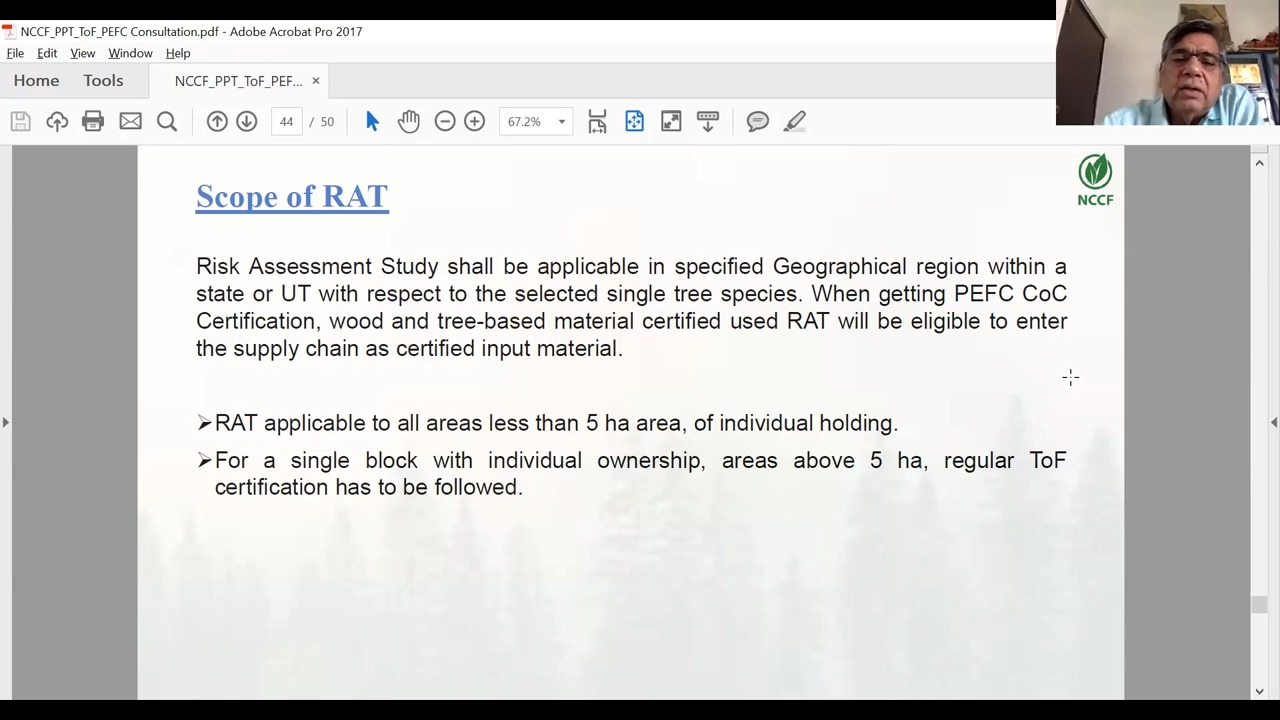 NCCF_PPT_ToF_PEFC Consultation.pdf - Adobe Acrobat Pro 2017
File Edit View Window Help
Home Tools NCCF_PPT_ToF_PEF... ×
44 / 50 67.2%
Scope of RAT
NCCF
Risk Assessment Study shall be applicable in specified Geographical region within a
state or UT with respect to the selected single tree species. When getting PEFC CoC
Certification, wood and tree-based material certified used RAT will be eligible to enter
the supply chain as certified input material.
➢RAT applicable to all areas less than 5 ha area, of individual holding.
➢For a single block with individual ownership, areas above 5 ha, regular ToF
certification has to be followed.